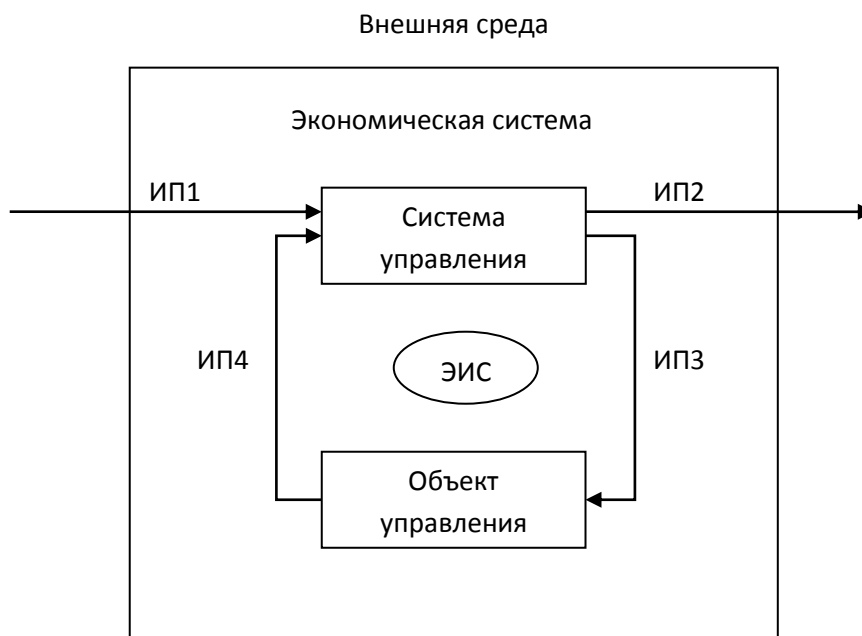 Внешняя среда
Экономическая система
ИП1
ИП2
Система
управления
ИП4
ЭИС
ИП3
Объект
управления